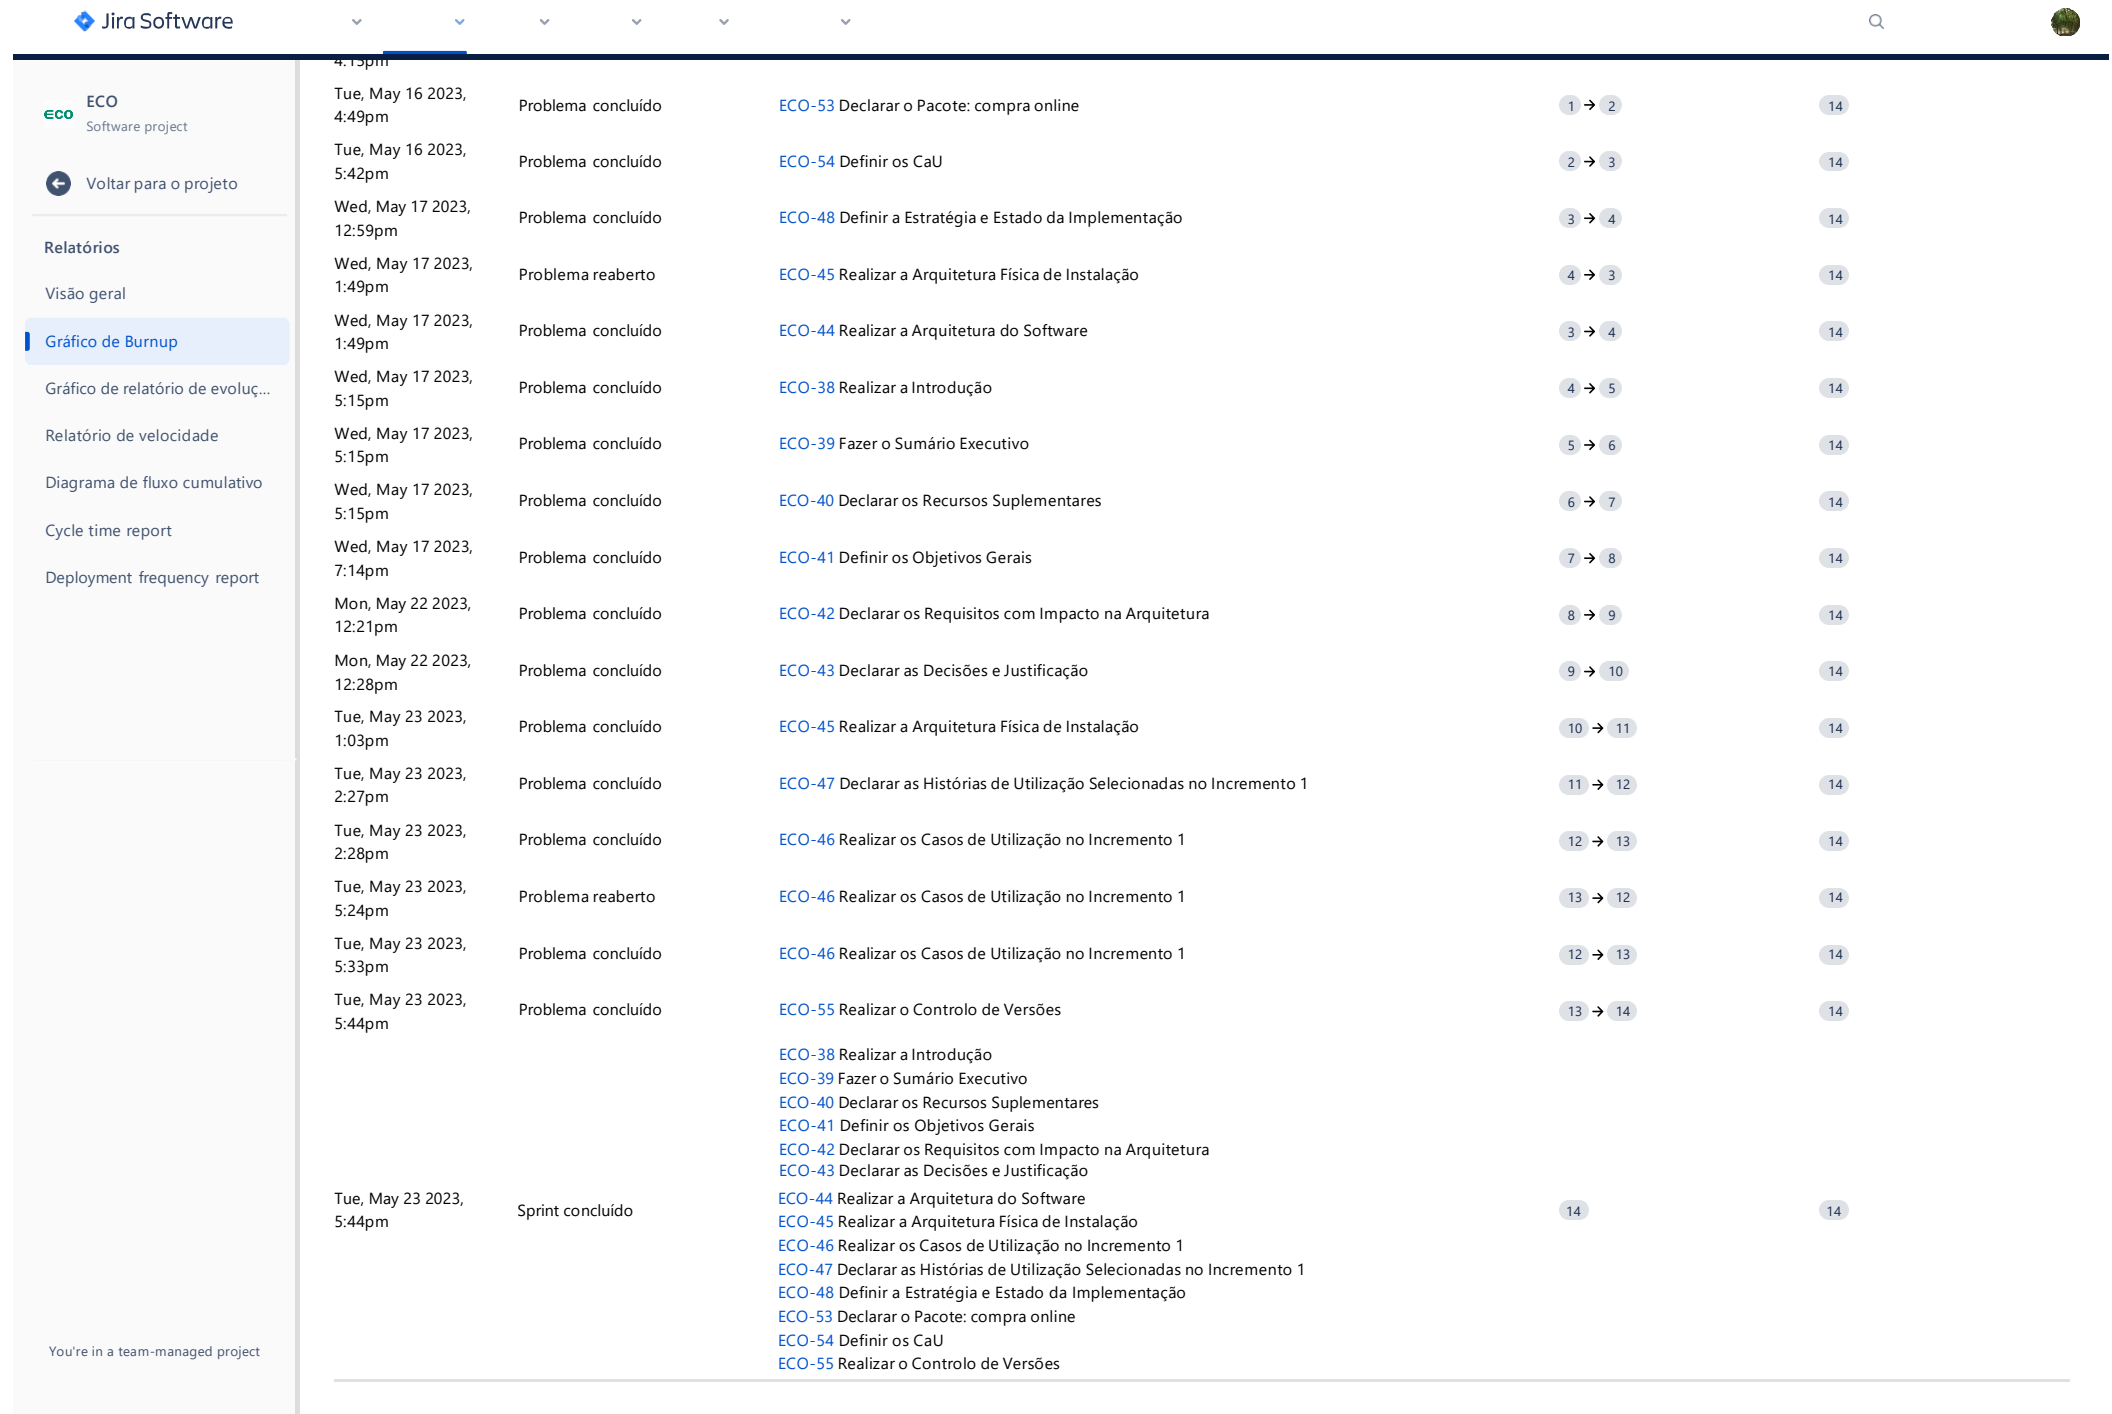 Jira Software
4:15pm
ECO
Software project
Voltar para o projeto
Relatórios
Visão geral
Gráfico de Burnup
Gráfico de relatório de evoluç...
Relatório de velocidade
Diagrama de fluxo cumulativo
Cycle time report
Deployment frequency report
You're in a team-managed project
Tue, May 16 2023,
4:49pm
Problema concluído
ECO-53 Declarar o Pacote: compra online
1 → 2
14
Tue, May 16 2023,
5:42pm
Problema concluído
ECO-54 Definir os CaU
2 → 3
14
Wed, May 17 2023,
12:59pm
Problema concluído
ECO-48 Definir a Estratégia e Estado da Implementação
3 → 4
14
Wed, May 17 2023,
1:49pm
Problema reaberto
ECO-45 Realizar a Arquitetura Física de Instalação
4 → 3
14
Wed, May 17 2023,
1:49pm
Problema concluído
ECO-44 Realizar a Arquitetura do Software
3 → 4
14
Wed, May 17 2023,
5:15pm
Problema concluído
ECO-38 Realizar a Introdução
4 → 5
14
Wed, May 17 2023,
5:15pm
Problema concluído
ECO-39 Fazer o Sumário Executivo
5 → 6
14
Wed, May 17 2023,
5:15pm
Problema concluído
ECO-40 Declarar os Recursos Suplementares
6 → 7
14
Wed, May 17 2023,
7:14pm
Problema concluído
ECO-41 Definir os Objetivos Gerais
7 → 8
14
Mon, May 22 2023,
12:21pm
Problema concluído
ECO-42 Declarar os Requisitos com Impacto na Arquitetura
8 → 9
14
Mon, May 22 2023,
12:28pm
Problema concluído
ECO-43 Declarar as Decisões e Justificação
9 → 10
14
Tue, May 23 2023,
1:03pm
Problema concluído
ECO-45 Realizar a Arquitetura Física de Instalação
10 → 11
14
Tue, May 23 2023,
2:27pm
Problema concluído
ECO-47 Declarar as Histórias de Utilização Selecionadas no Incremento 1
11 → 12
14
Tue, May 23 2023,
2:28pm
Problema concluído
ECO-46 Realizar os Casos de Utilização no Incremento 1
12 → 13
14
Tue, May 23 2023,
5:24pm
Problema reaberto
ECO-46 Realizar os Casos de Utilização no Incremento 1
13 → 12
14
Tue, May 23 2023,
5:33pm
Problema concluído
ECO-46 Realizar os Casos de Utilização no Incremento 1
12 → 13
14
Tue, May 23 2023,
5:44pm
Problema concluído
ECO-55 Realizar o Controlo de Versões
13 → 14
14
Tue, May 23 2023,
5:44pm
Sprint concluído
ECO-38 Realizar a Introdução
ECO-39 Fazer o Sumário Executivo
ECO-40 Declarar os Recursos Suplementares
ECO-41 Definir os Objetivos Gerais
ECO-42 Declarar os Requisitos com Impacto na Arquitetura
ECO-43 Declarar as Decisões e Justificação
ECO-44 Realizar a Arquitetura do Software
ECO-45 Realizar a Arquitetura Física de Instalação
ECO-46 Realizar os Casos de Utilização no Incremento 1
ECO-47 Declarar as Histórias de Utilização Selecionadas no Incremento 1
ECO-48 Definir a Estratégia e Estado da Implementação
ECO-53 Declarar o Pacote: compra online
ECO-54 Definir os CaU
ECO-55 Realizar o Controlo de Versões
14
14